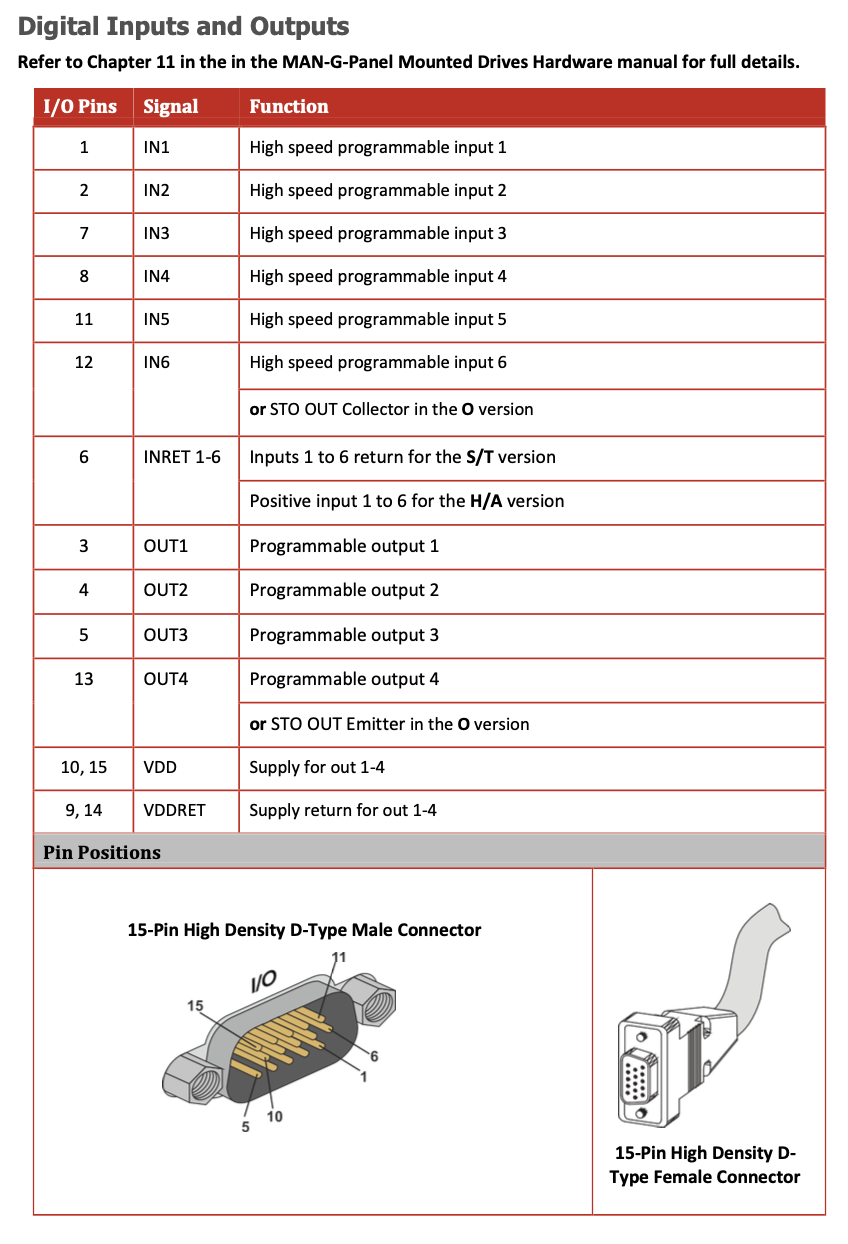 Digital Inputs and Outputs
Refer to Chapter 11 in the in the MAN-G-Panel Mounted Drives Hardware manual for full details.
I/O Pins Signal Function
1 IN1 High speed programmable input 1
2 IN2 High speed programmable input 2
7 IN3 High speed programmable input 3
8 IN4 High speed programmable input 4
11 IN5 High speed programmable input 5
12 IN6 High speed programmable input 6
or STO OUT Collector in the O version
6 INRET 1-6 Inputs 1 to 6 return for the S/T version
Positive input 1 to 6 for the H/A version
3 OUT1 Programmable output 1
4 OUT2 Programmable output 2
5 OUT3 Programmable output 3
13 OUT4 Programmable output 4
or STO OUT Emitter in the O version
10, 15 VDD Supply for out 1-4
9, 14 VDDRET Supply return for out 1-4
Pin Positions
15-Pin High Density D-Type Male Connector
11
I/O
15
6
1
10
5
15-Pin High Density D-
Type Female Connector